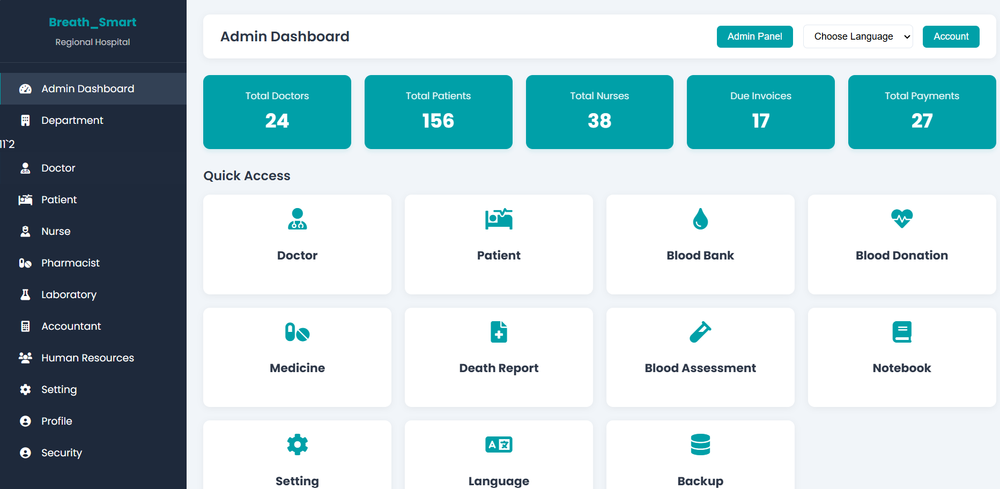 Breath_Smart
Regional Hospital
Admin Dashboard
Department
11`2
Doctor
Patient
Nurse
Pharmacist
Laboratory
Accountant
Human Resources
Setting
Profile
Security
Admin Dashboard
Admin Panel
Choose Language
Account
Total Doctors
24
Total Patients
156
Total Nurses
38
Due Invoices
17
Total Payments
27
Quick Access
Doctor
Patient
Blood Bank
Blood Donation
Medicine
Death Report
Blood Assessment
Notebook
Setting
Language
Backup